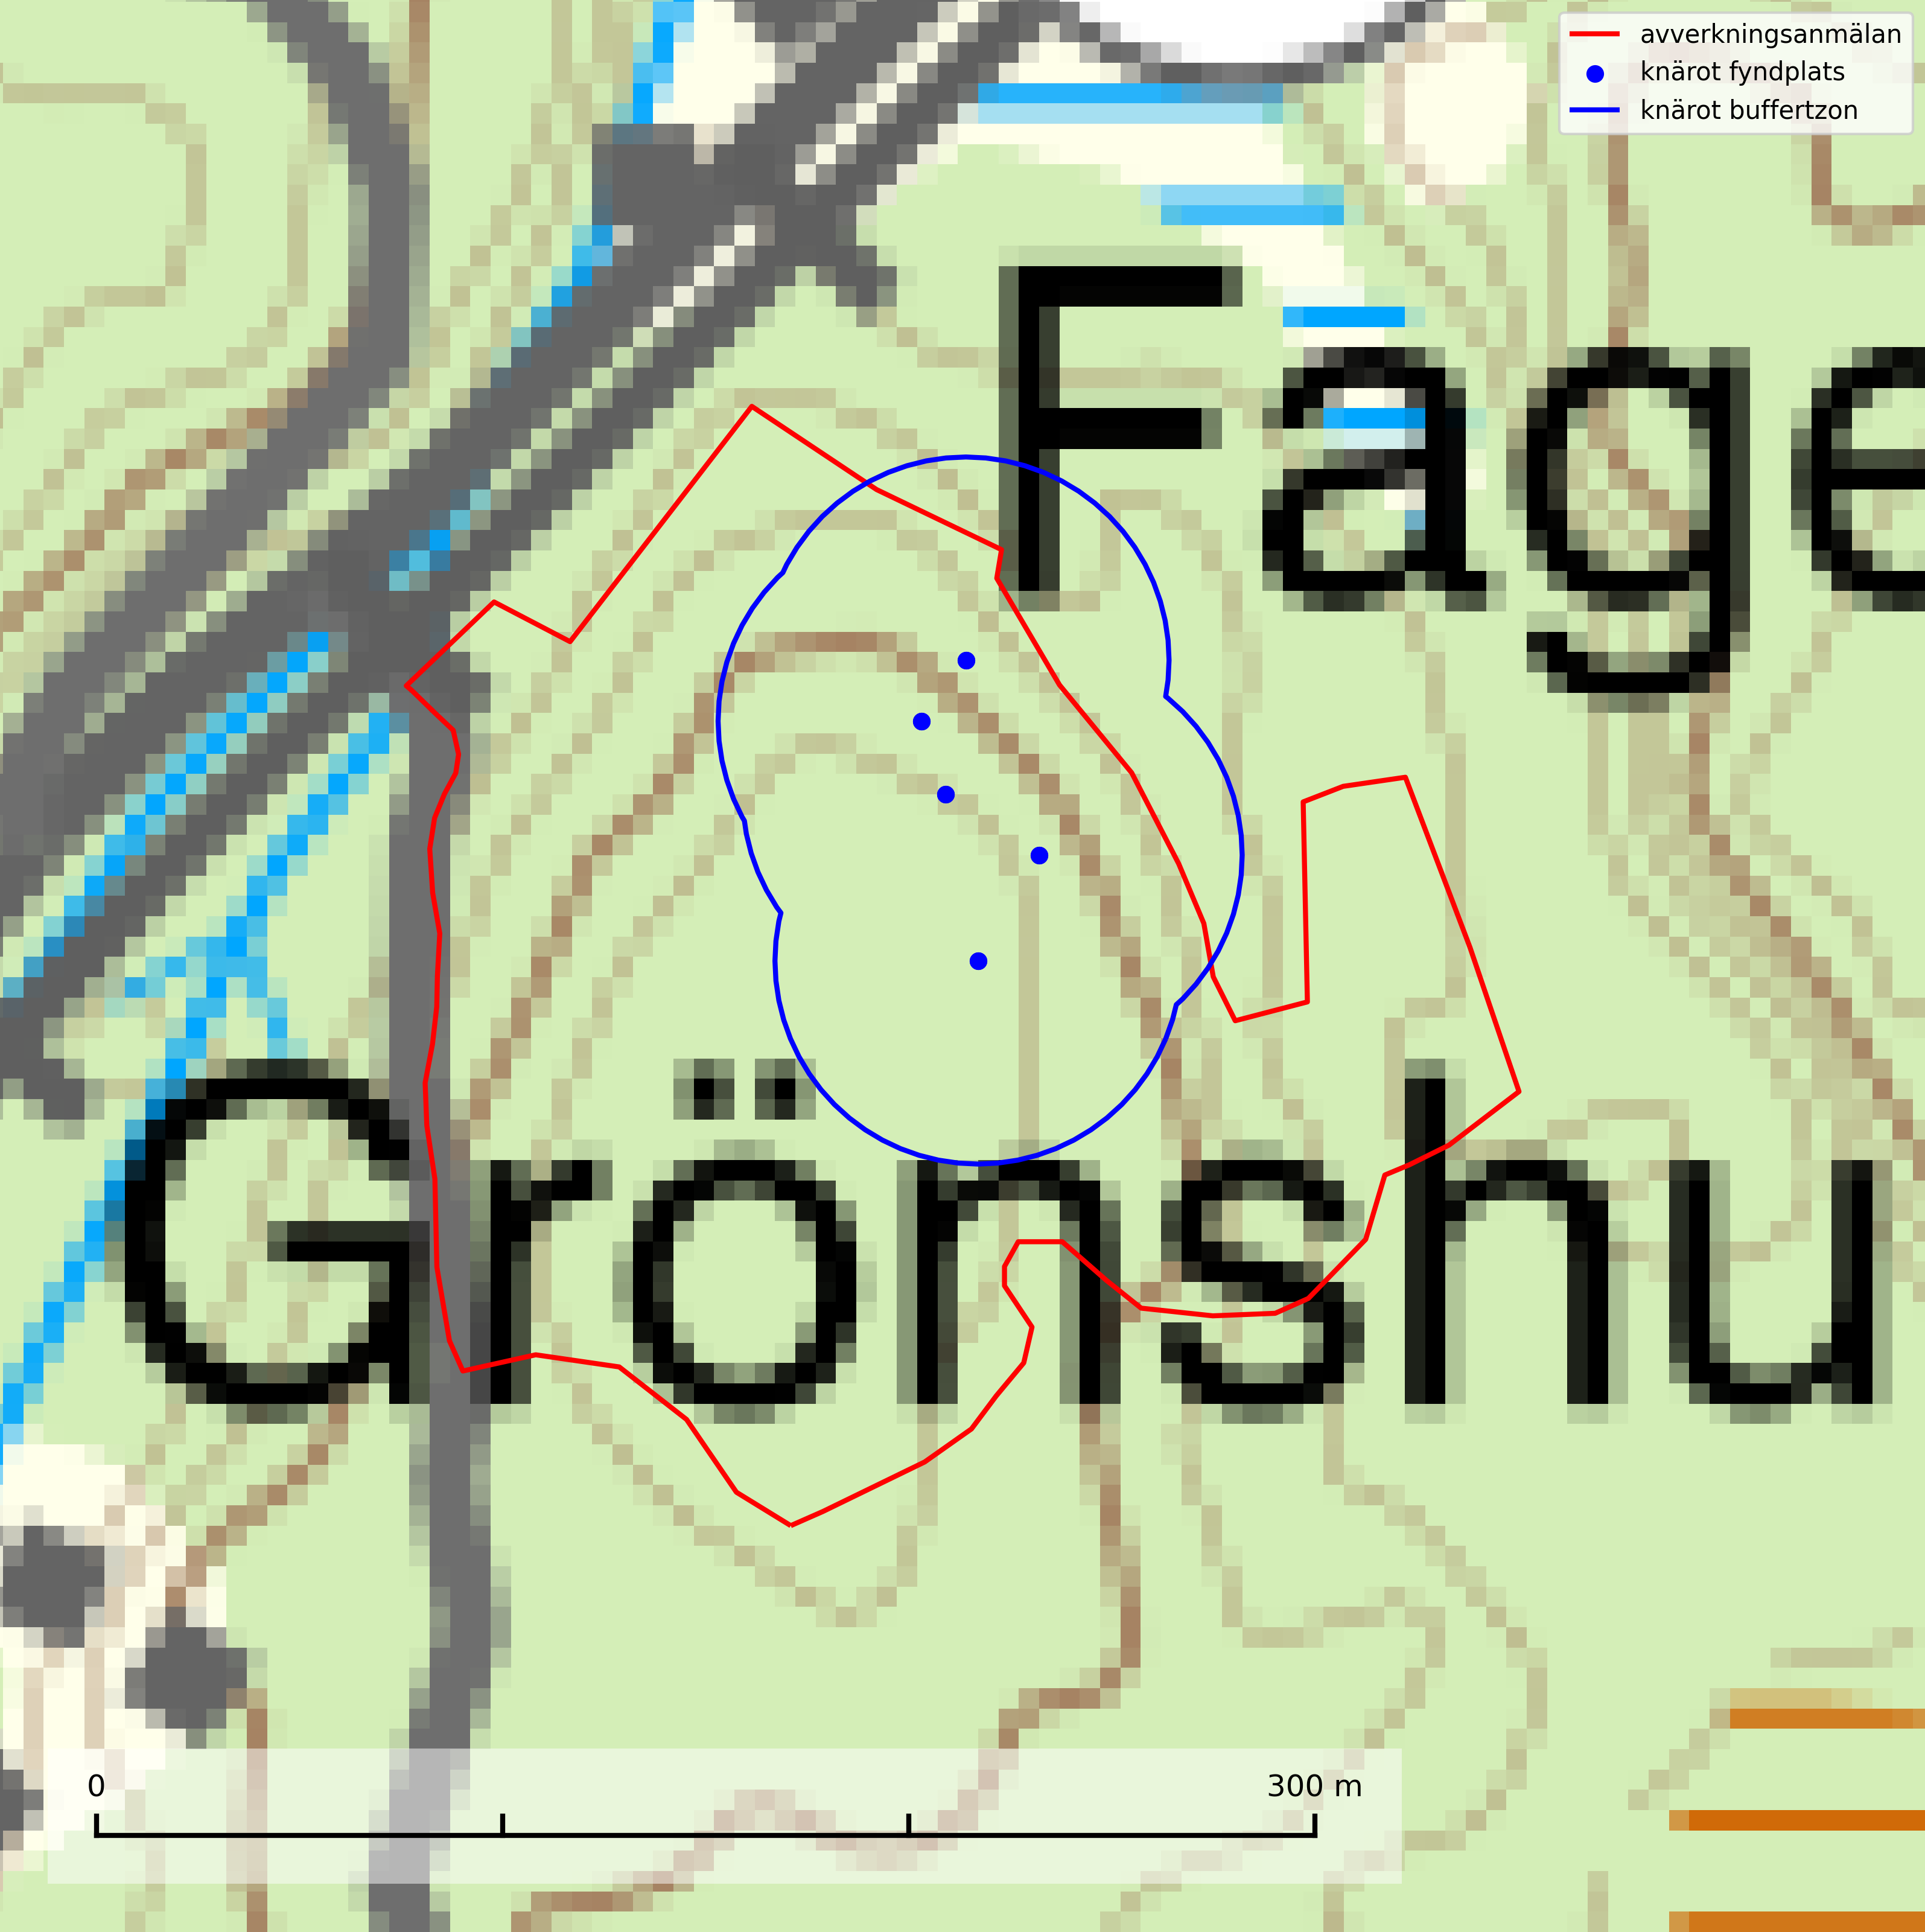 avverkningsanmälan
knärot fyndplats
knärot buffertzon
Fage
Grönshu
0 300 m